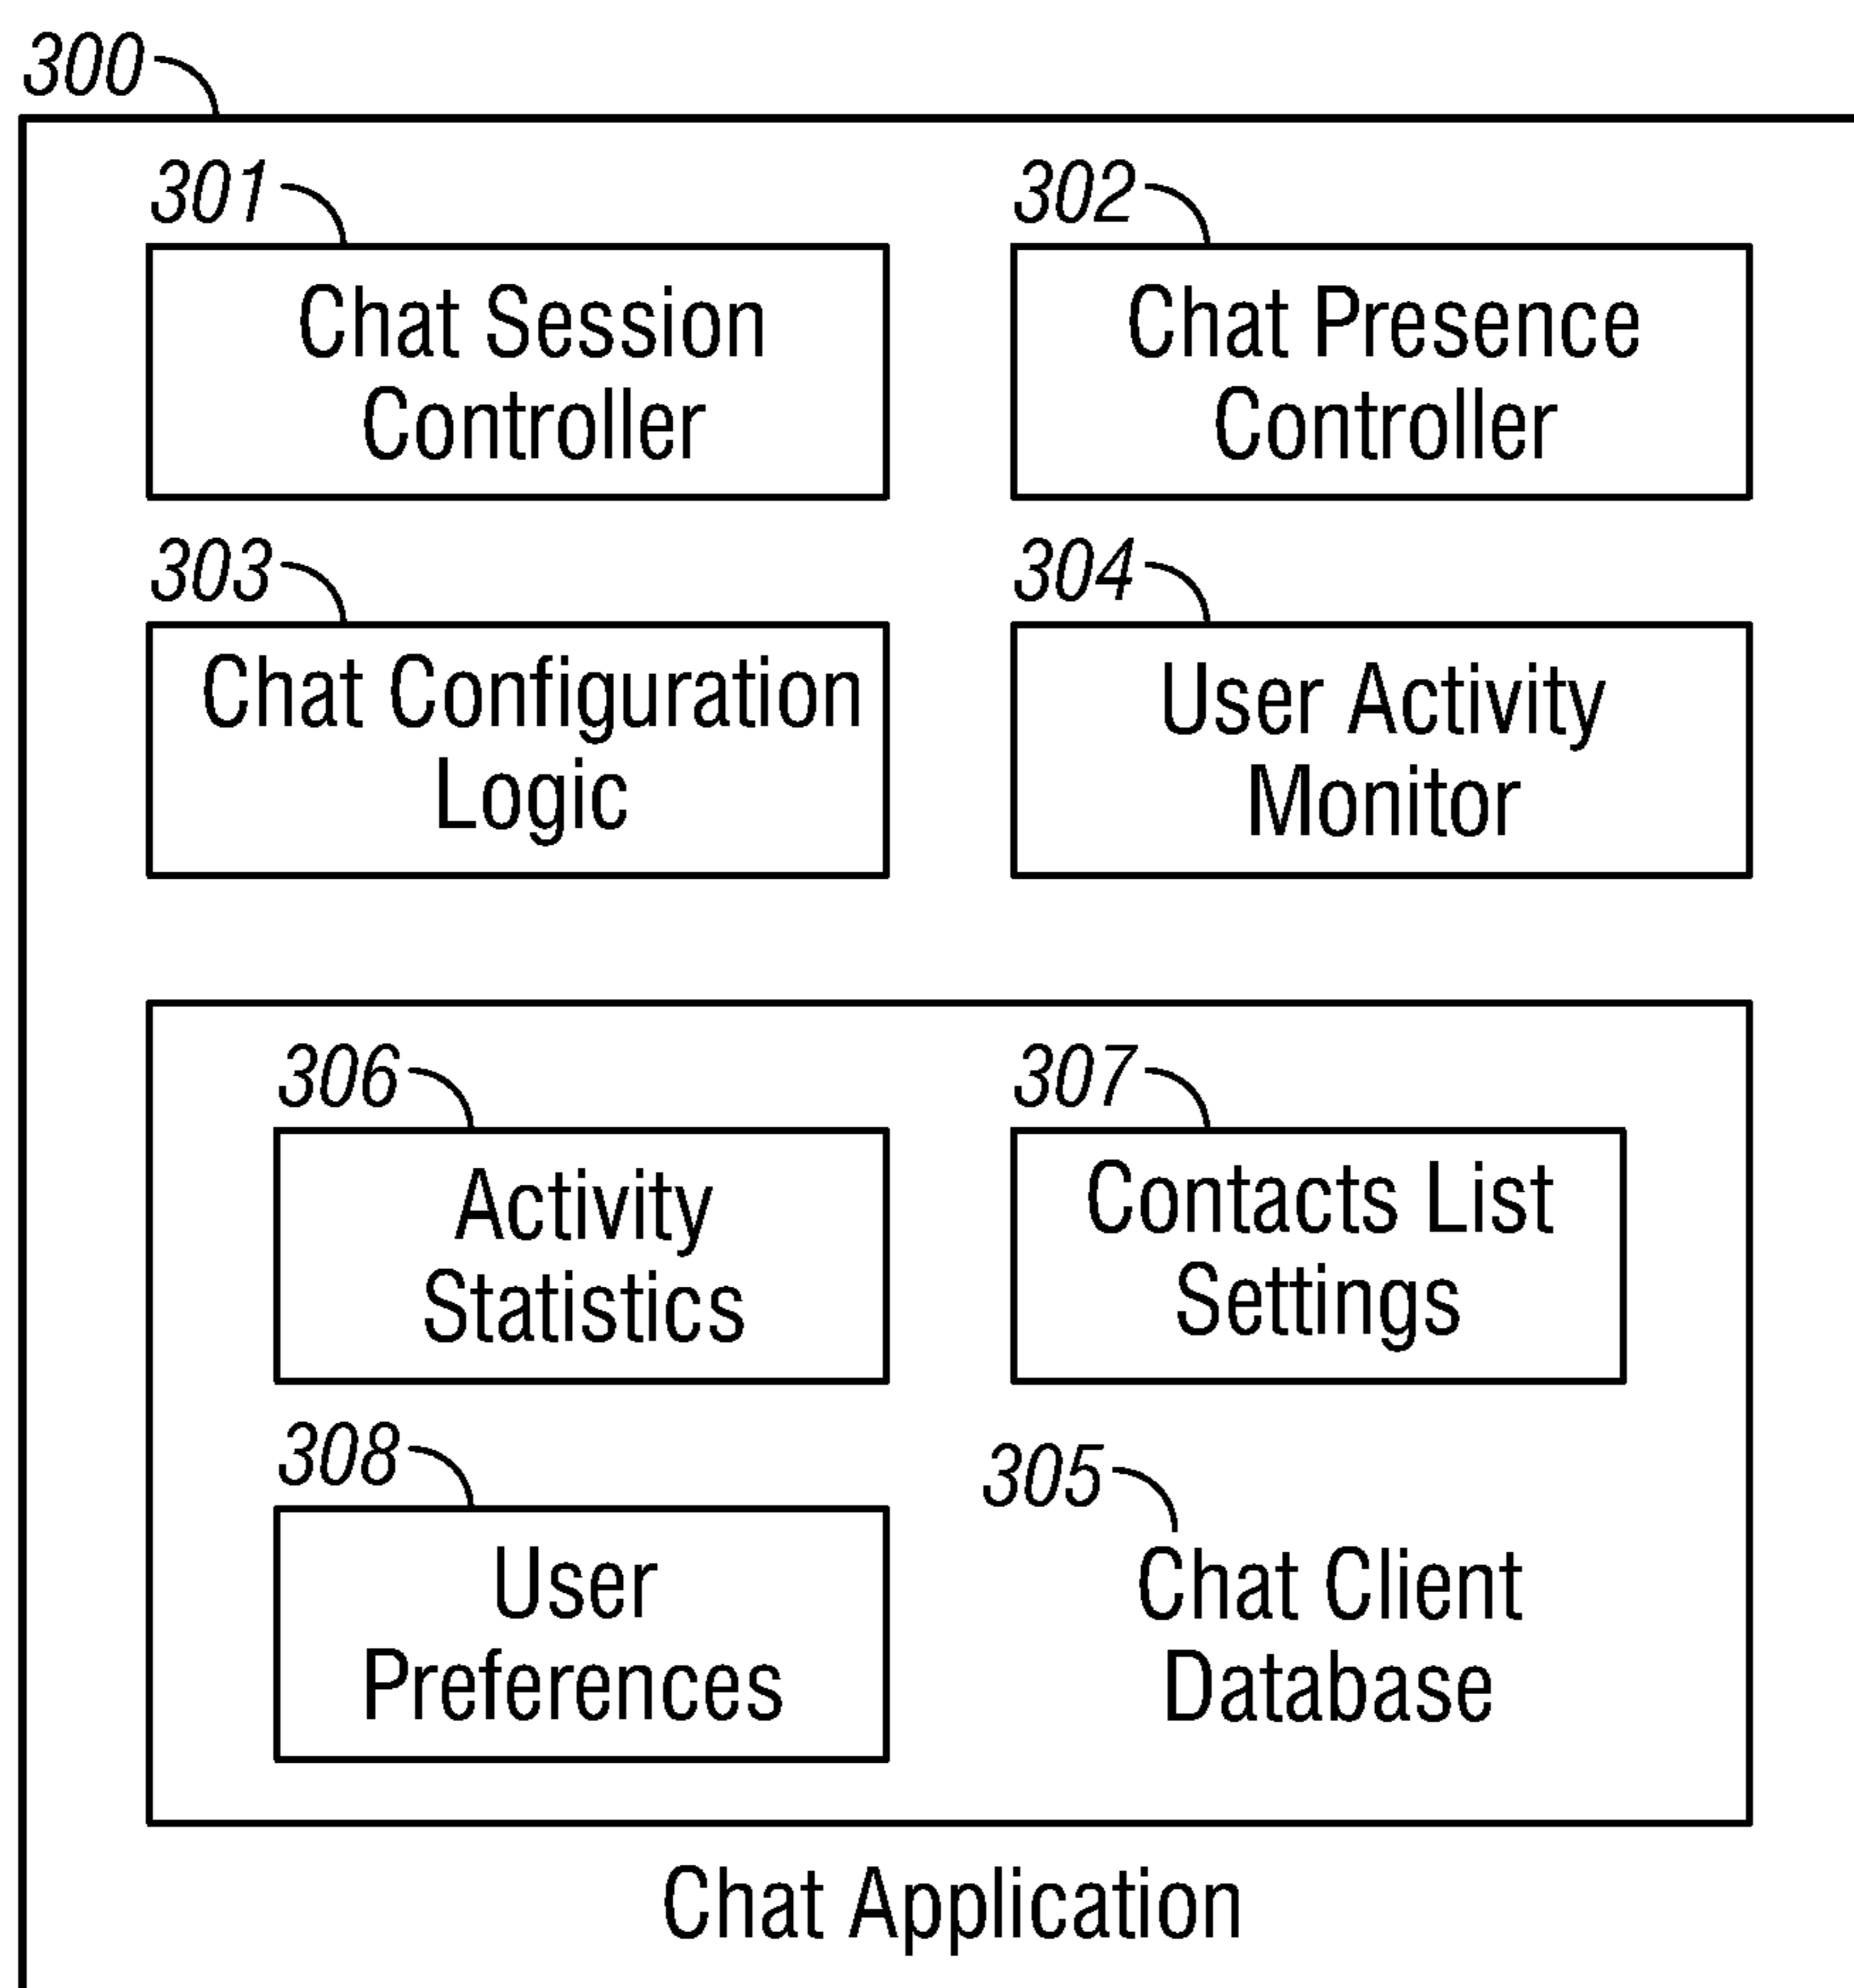 300
301
302
Chat Session
Controller
Chat Presence
Controller
303
304
Chat Configuration
Logic
User Activity
Monitor
306
307
Activity
Statistics
Contacts List
Settings
308
305
User
Preferences
Chat Client
Database
Chat Application